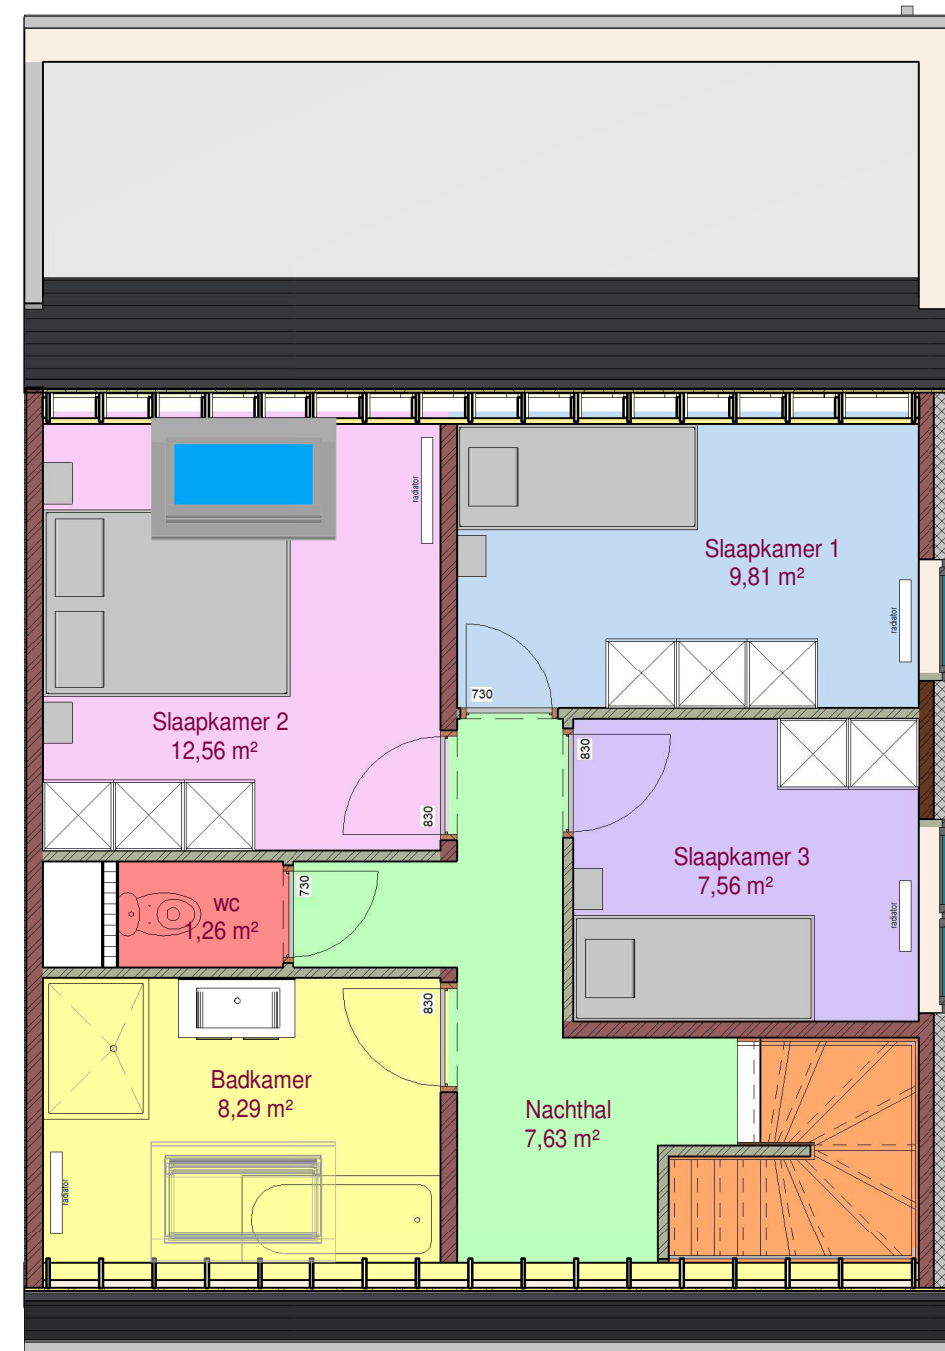 radiator
Slaapkamer 1
9,81 m²
radiator
730
Slaapkamer 2
12,56 m²
830
830
Slaapkamer 3
7,56 m²
radiator
730
wc
1,26 m²
830
Badkamer
8,29 m²
Nachthal
7,63 m²
radiator